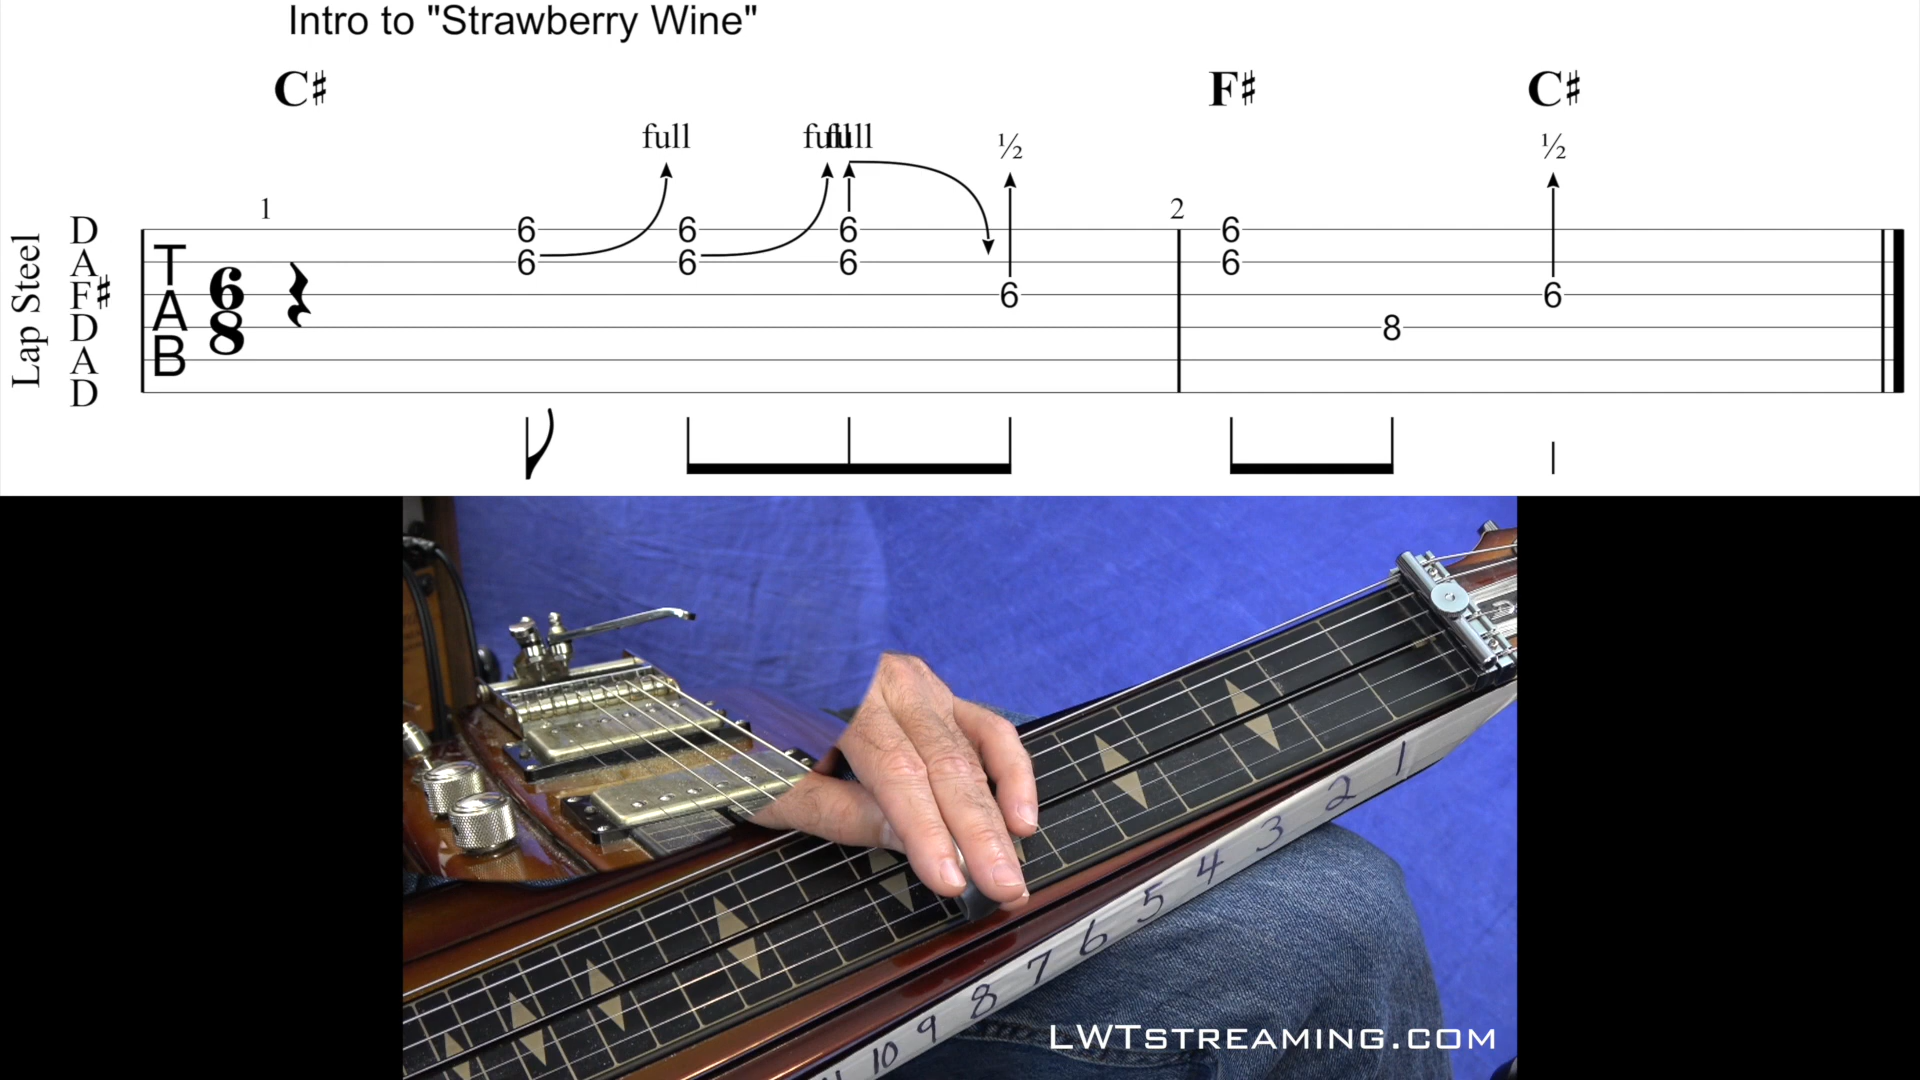 Intro to "Strawberry Wine"
C♯ F♯ C♯
full full full ½ ½
1 2
Lap Steel
D 6 6 6 6
A 6 6 6 6
F♯ 6 6
D 8
A
D
TAB
6
8
1
2
3
4
5
6
7
8
9
10
LWTSTREAMING.COM